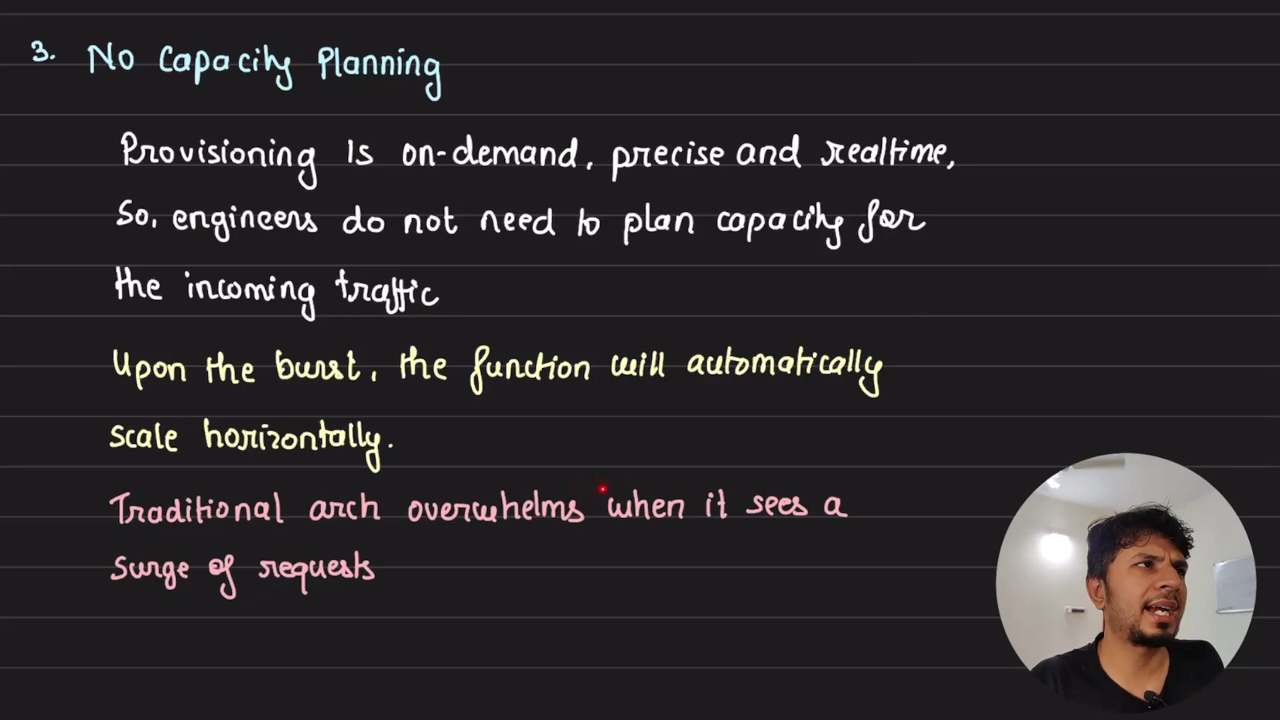 3. No Capacity Planning
Provisioning is on-demand, precise and realtime,
So, engineers do not need to plan capacity for
the incoming traffic
Upon the burst, the function will automatically
scale horizontally.
Traditional arch overwhelms when it sees a
surge of requests